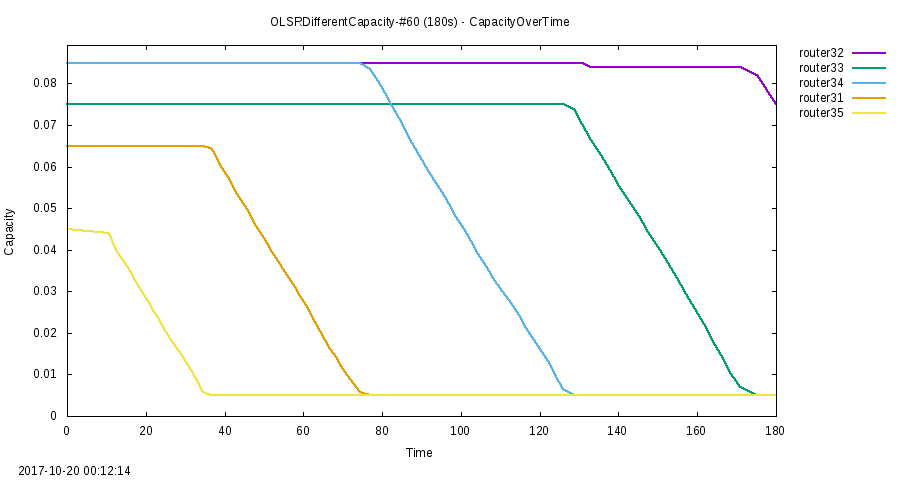 OLSRDifferentCapacity-#60 (180s) - CapacityOverTime
router32
router33
router34
router31
router35
0.08
0.07
0.06
0.05
0.04
0.03
0.02
0.01
0
Capacity
0 20 40 60 80 100 120 140 160 180
Time
2017-10-20 00:12:14